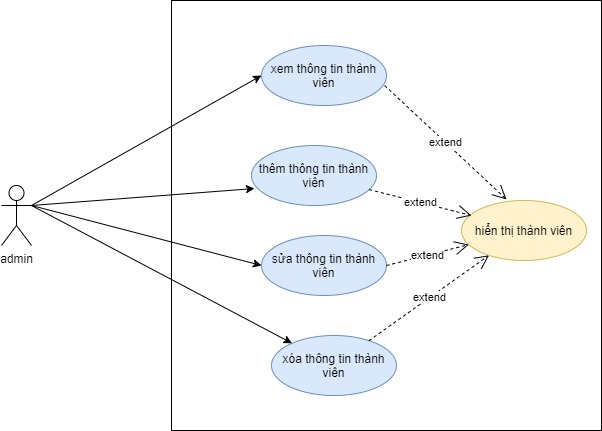 xem thông tin thành
viên
extend
thêm thông tin thành
viên
extend
hiển thị thành viên
admin
sửa thông tin thành
viên
extend
extend
xóa thông tin thành
viên